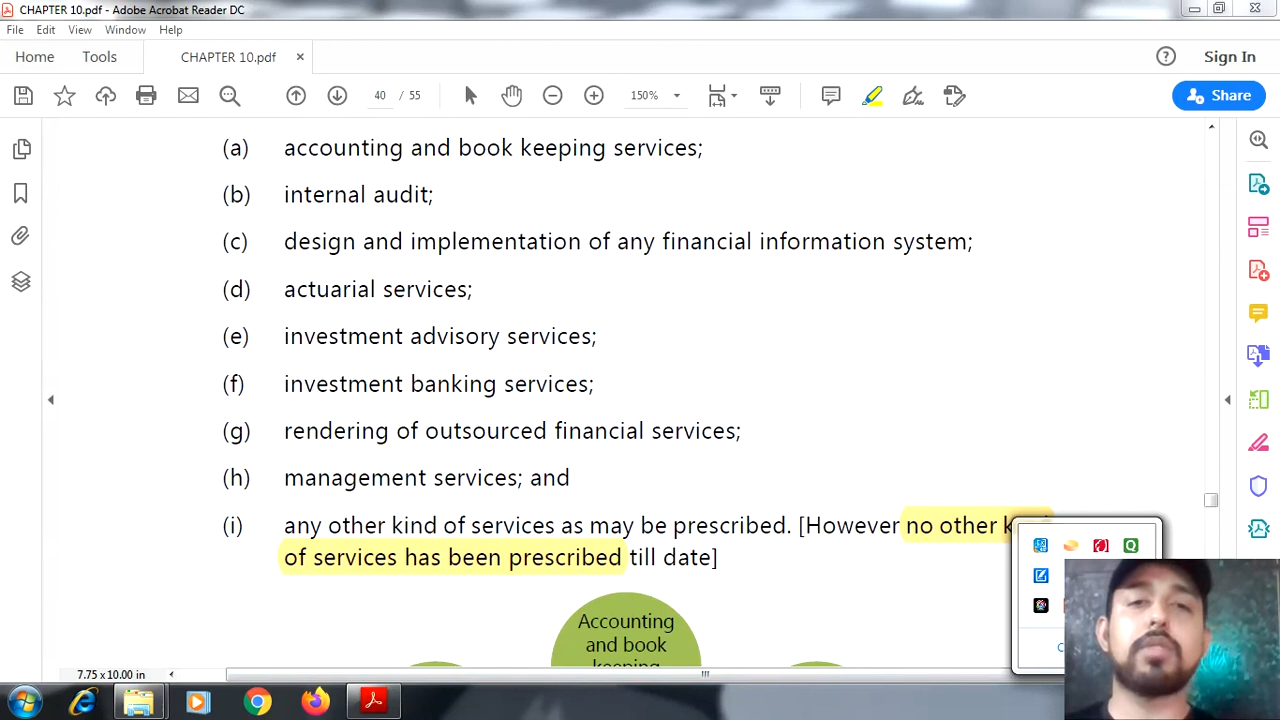 CHAPTER 10.pdf - Adobe Acrobat Reader DC
File Edit View Window Help
Home Tools CHAPTER 10.pdf × Sign In
40 / 55 150% Share
(a) accounting and book keeping services;
(b) internal audit;
(c) design and implementation of any financial information system;
(d) actuarial services;
(e) investment advisory services;
(f) investment banking services;
(g) rendering of outsourced financial services;
(h) management services; and
(i) any other kind of services as may be prescribed. [However no other
of services has been prescribed till date]
Accounting
and book
keeping
7.75 x 10.00 in